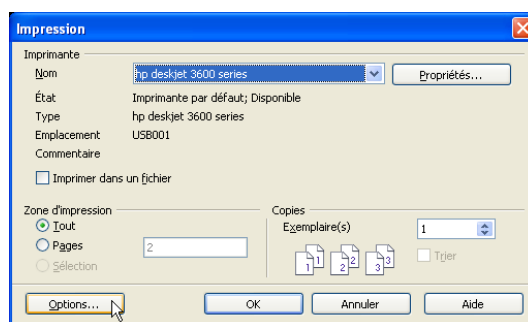 Impression
Imprimante
Nom hp deskjet 3600 series Propriétés...
État Imprimante par défaut; Disponible
Type hp deskjet 3600 series
Emplacement USB001
Commentaire
Imprimer dans un fichier
Zone d'impression Copies
Tout Exemplaire(s) 1
Pages 2
Sélection 1 1 2 2 3 3 Trier
Options... OK Annuler Aide